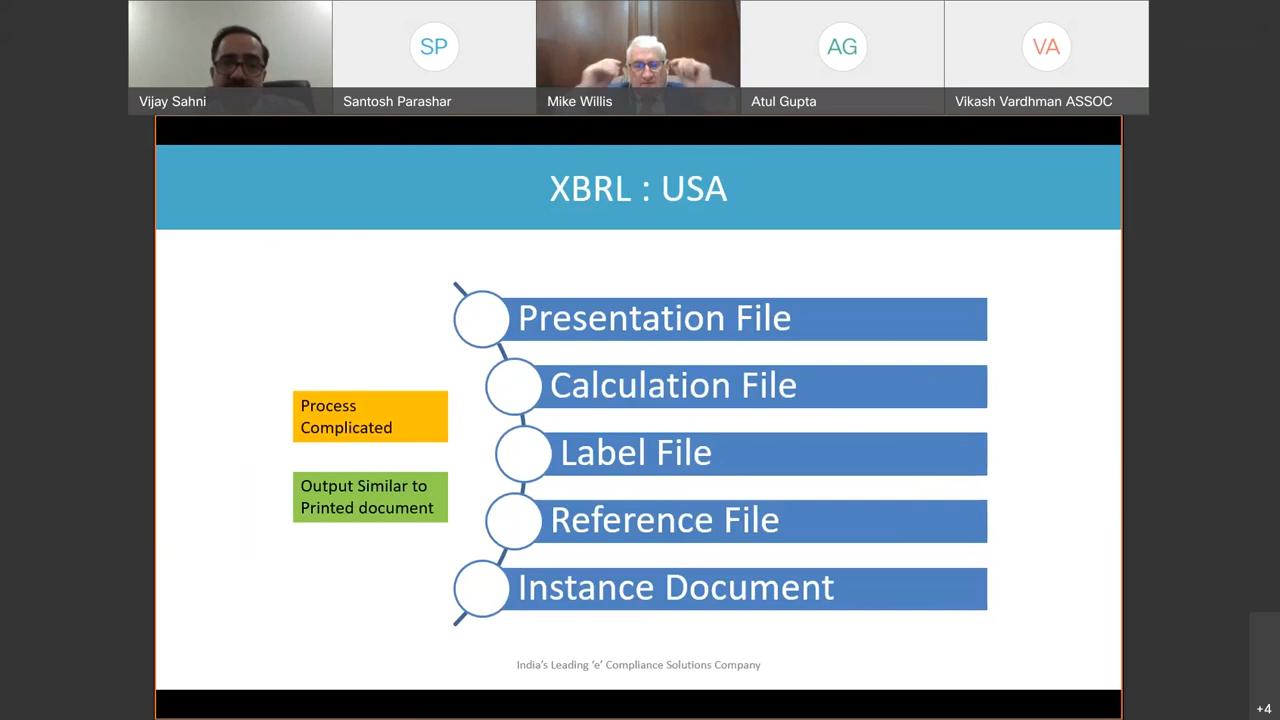 SP
AG
VA
Vijay Sahni
Santosh Parashar
Mike Willis
Atul Gupta
Vikash Vardhman ASSOC
XBRL : USA
Presentation File
Calculation File
Label File
Reference File
Instance Document
Process
Complicated
Output Similar to
Printed document
India's Leading 'e' Compliance Solutions Company
+4